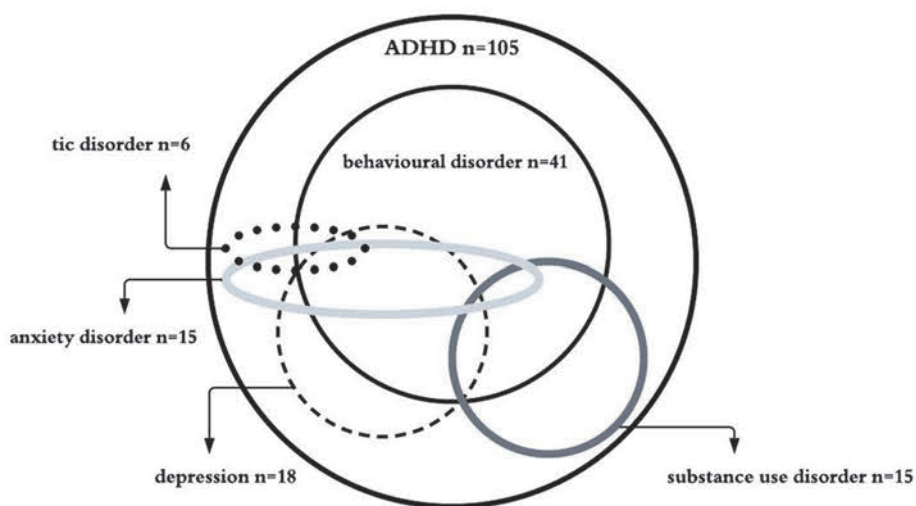 ADHD n=105
tic disorder n=6
behavioural disorder n=41
anxiety disorder n=15
depression n=18
substance use disorder n=15